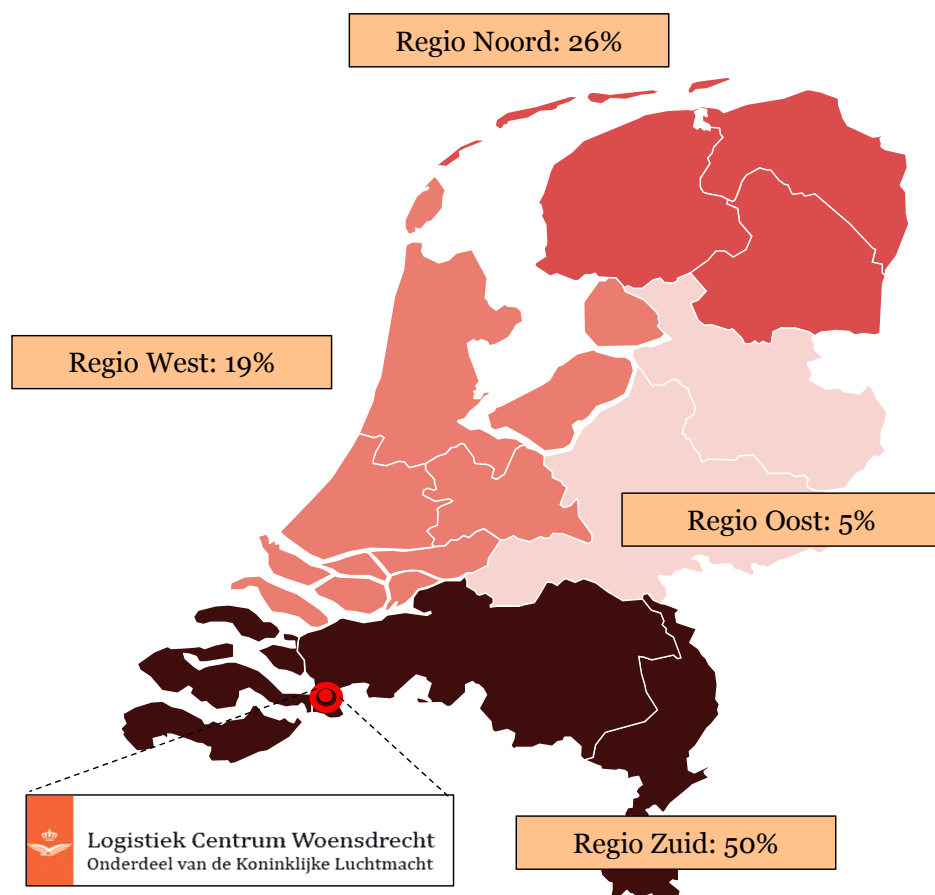 Regio Noord: 26%
Regio West: 19%
Regio Oost: 5%
Logistiek Centrum Woensdrecht
Onderdeel van de Koninklijke Luchtmacht
Regio Zuid: 50%